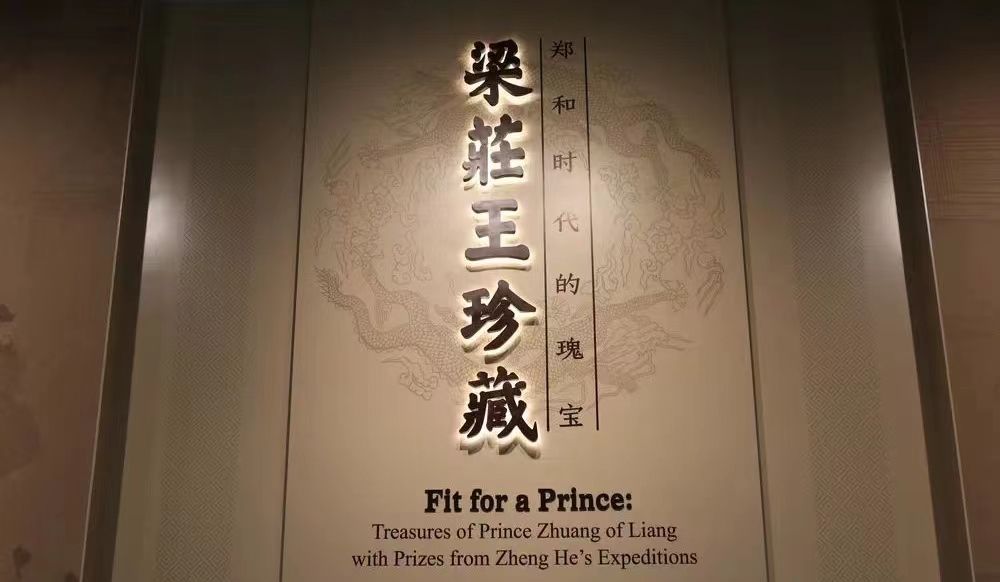 梁莊王珍藏
郑和时代的瑰宝
Fit for a Prince:
Treasures of Prince Zhuang of Liang
with Prizes from Zheng He's Expeditions